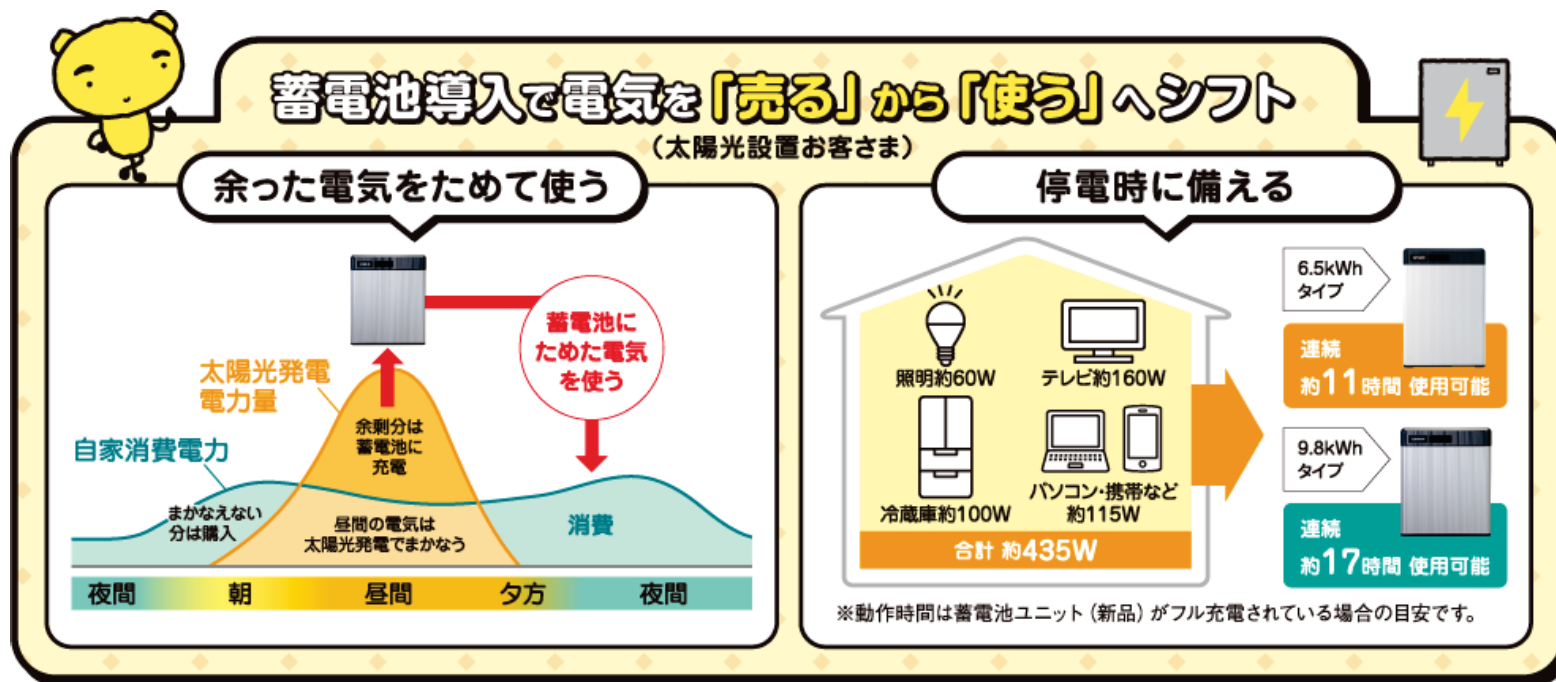 蓄電池導入で電気を「売る」から「使う」へシフト
（太陽光設置お客さま）
余った電気をためて使う
蓄電池に
ためた電気
を使う
太陽光発電
電力量
余剰分は
蓄電池に
充電
自家消費電力
まかなえない
分は購入
昼間の電気は
太陽光発電でまかなう
消費
夜間 朝 昼間 夕方 夜間
停電時に備える
照明約60W
テレビ約160W
冷蔵庫約100W
パソコン・携帯など
約115W
合計 約435W
6.5kWh
タイプ
連続
約11時間 使用可能
9.8kWh
タイプ
連続
約17時間 使用可能
※動作時間は蓄電池ユニット（新品）がフル充電されている場合の目安です。